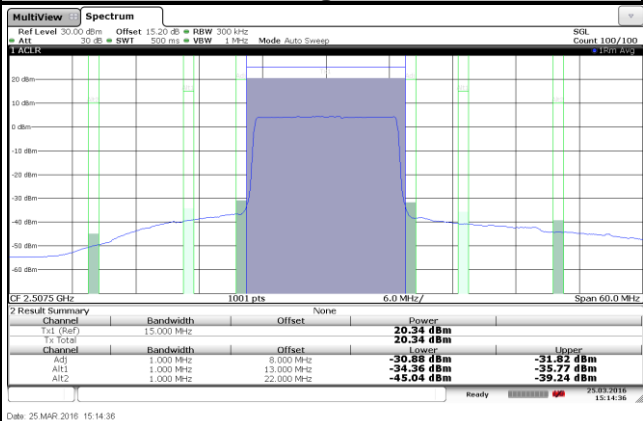 MultiView Spectrum
Ref Level 30.00 dBm Offset 15.20 dB RBW 300 kHz SGL
Att 30 dB SWT 500 ms VBW 1 MHz Mode Auto Sweep Count 100/100
1 ACLR 1Rm Avg
20 dBm
10 dBm
0 dBm
-10 dBm
-20 dBm
-30 dBm
-40 dBm
-50 dBm
-60 dBm
CF 2.5075 GHz 1001 pts 6.0 MHz/ Span 60.0 MHz
2 Result Summary None
Channel Bandwidth Offset Power
Tx1 (Ref) 15.000 MHz 20.34 dBm
Tx Total 20.34 dBm
Channel Bandwidth Offset Lower Upper
Adj 1.000 MHz 8.000 MHz -30.88 dBm -31.82 dBm
Alt1 1.000 MHz 13.000 MHz -34.36 dBm -35.77 dBm
Alt2 1.000 MHz 22.000 MHz -45.04 dBm -39.24 dBm
Ready 25.03.2016
15:14:36
Date: 25.MAR.2016 15:14:36